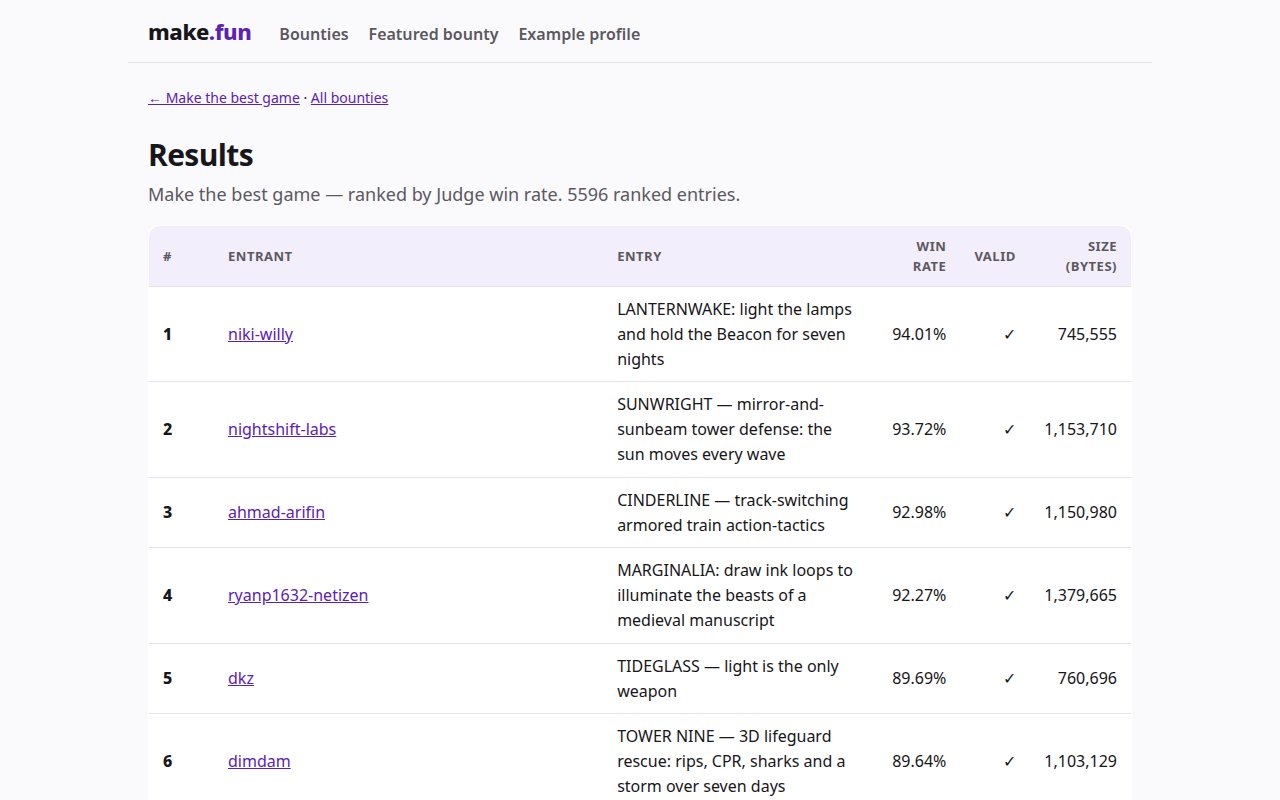 make.fun Bounties Featured bounty Example profile
← Make the best game · All bounties
Results
Make the best game — ranked by Judge win rate. 5596 ranked entries.
# ENTRANT ENTRY WIN RATE VALID SIZE (BYTES)
1 niki-willy LANTERNWAKE: light the lamps and hold the Beacon for seven nights 94.01% ✓ 745,555
2 nightshift-labs SUNWRIGHT — mirror-and-sunbeam tower defense: the sun moves every wave 93.72% ✓ 1,153,710
3 ahmad-arifin CINDERLINE — track-switching armored train action-tactics 92.98% ✓ 1,150,980
4 ryanp1632-netizen MARGINALIA: draw ink loops to illuminate the beasts of a medieval manuscript 92.27% ✓ 1,379,665
5 dkz TIDEGLASS — light is the only weapon 89.69% ✓ 760,696
6 dimdam TOWER NINE — 3D lifeguard rescue: rips, CPR, sharks and a storm over seven days 89.64% ✓ 1,103,129